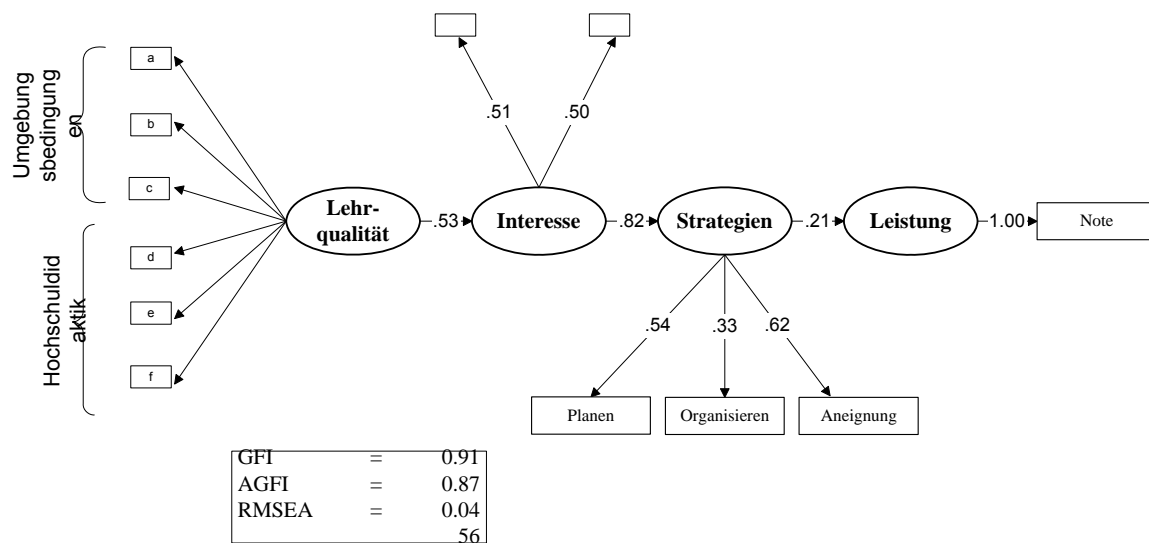 Umgebung
sbedingung
en
a
b
c
Hochschuldid
aktik
d
e
f
Lehr-
qualität
.53
.51
.50
Interesse
.82
Strategien
.21
Leistung
1.00
Note
.54
.33
.62
Planen
Organisieren
Aneignung
GFI = 0.91
AGFI = 0.87
RMSEA = 0.04
56